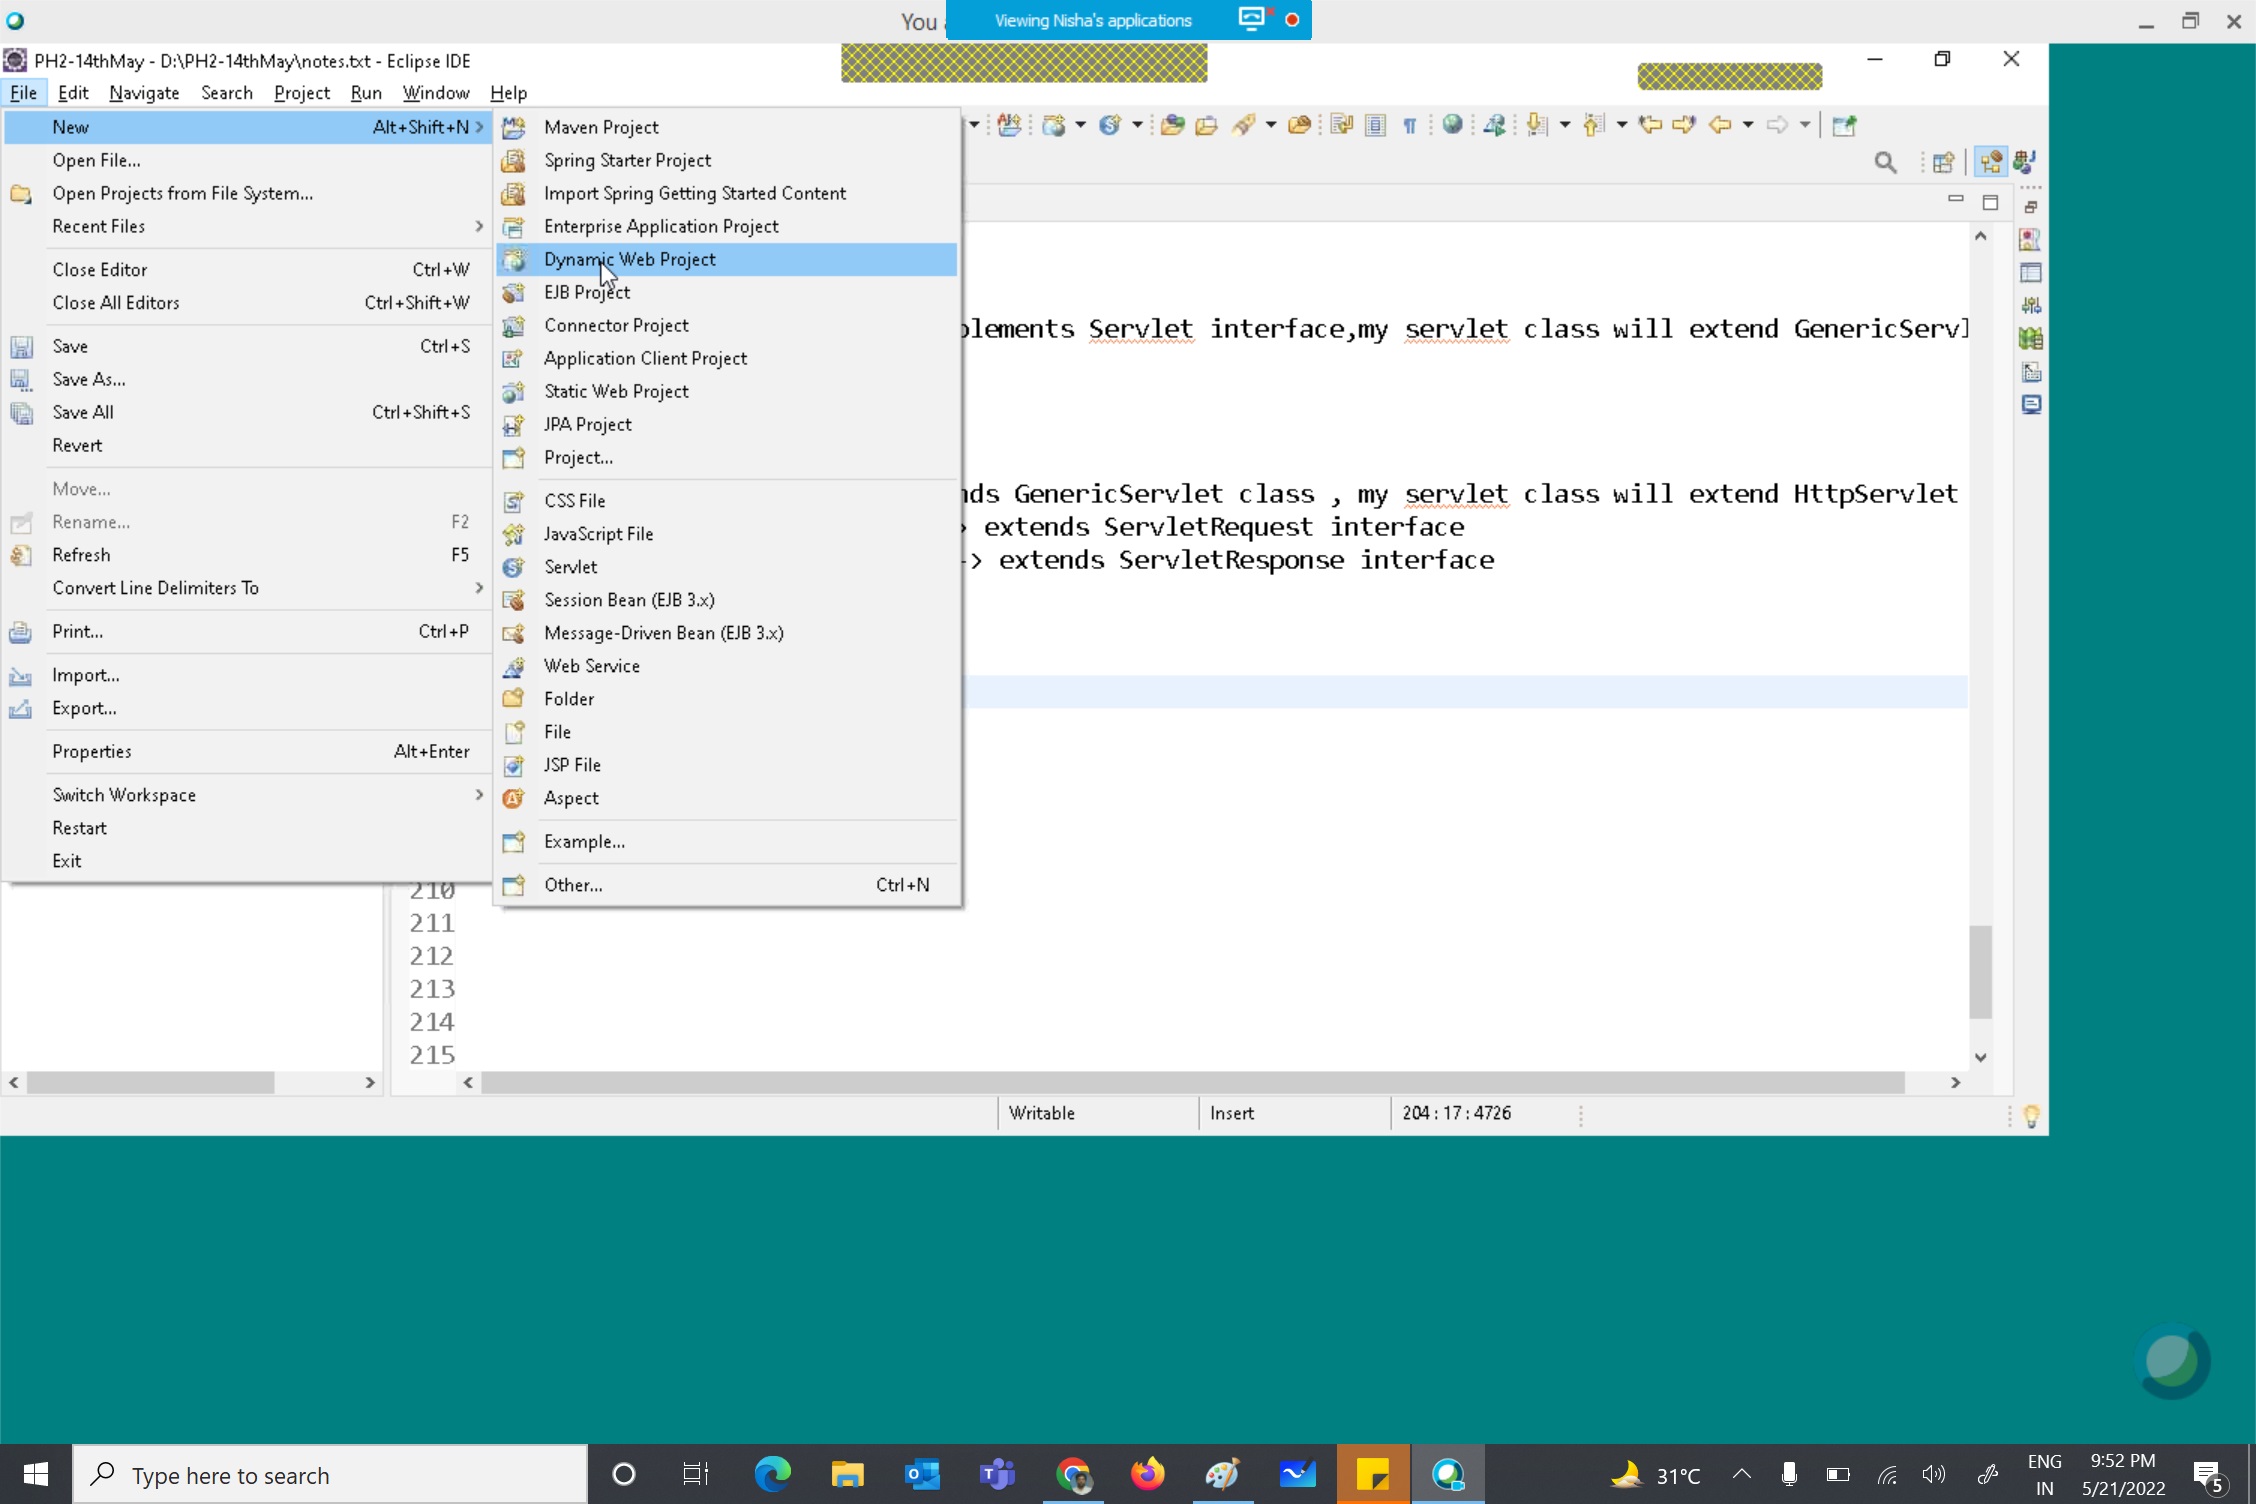 You
Viewing Nisha's applications
PH2-14thMay - D:\PH2-14thMay\notes.txt - Eclipse IDE
File Edit Navigate Search Project Run Window Help
New Alt+Shift+N
Open File...
Open Projects from File System...
Recent Files
Close Editor Ctrl+W
Close All Editors Ctrl+Shift+W
Save Ctrl+S
Save As...
Save All Ctrl+Shift+S
Revert
Move...
Rename... F2
Refresh F5
Convert Line Delimiters To
Print... Ctrl+P
Import...
Export...
Properties Alt+Enter
Switch Workspace
Restart
Exit
Maven Project
Spring Starter Project
Import Spring Getting Started Content
Enterprise Application Project
Dynamic Web Project
EJB Project
Connector Project
Application Client Project
Static Web Project
JPA Project
Project...
CSS File
JavaScript File
Servlet
Session Bean (EJB 3.x)
Message-Driven Bean (EJB 3.x)
Web Service
Folder
File
JSP File
Aspect
Example...
Other... Ctrl+N
plements Servlet interface,my servlet class will extend GenericServl
nds GenericServlet class , my servlet class will extend HttpServlet
> extends ServletRequest interface
-> extends ServletResponse interface
210
211
212
213
214
215
Writable Insert 204 : 17 : 4726
Type here to search
31°C
ENG
IN
9:52 PM
5/21/2022
5